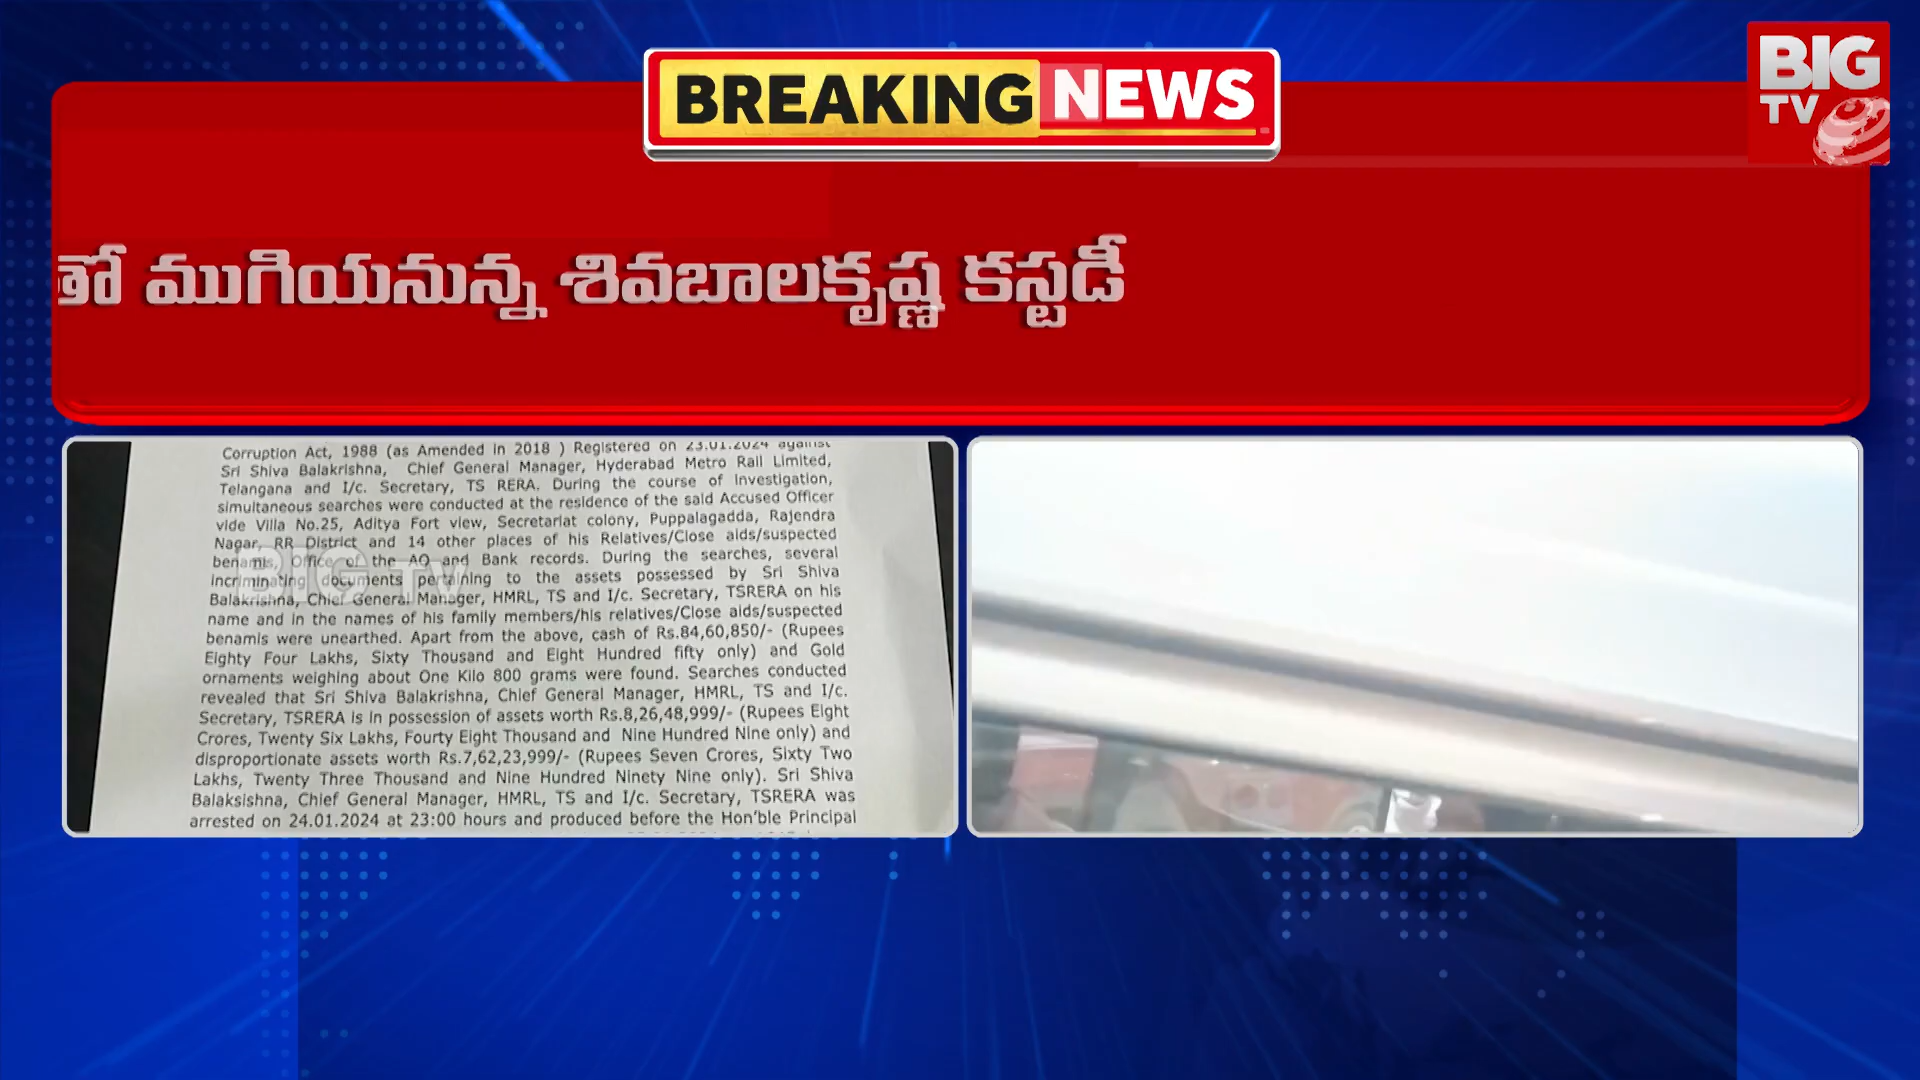 BREAKING NEWS
BIG
TV
తో ముగియనున్న శివబాలకృష్ణ కస్టడీ
Corruption Act, 1988 (as Amended in 2018 ) Registered on 23.01.2024 against
Sri Shiva Balakrishna, Chief General Manager, Hyderabad Metro Rail Limited,
Telangana and I/c. Secretary, TS RERA. During the course of investigation,
simultaneous searches were conducted at the residence of the said Accused Officer
vide Villa No.25, Aditya Fort view, Secretariat colony, Puppalagadda, Rajendra
Nagar, RR District and 14 other places of his Relatives/Close aids/suspected
benamis, Office of the AO and Bank records. During the searches, several
incriminating documents pertaining to the assets possessed by Sri Shiva
Balakrishna, Chief General Manager, HMRL, TS and I/c. Secretary, TSRERA on his
name and in the names of his family members/his relatives/Close aids/suspected
benamis were unearthed. Apart from the above, cash of Rs.84,60,850/- (Rupees
Eighty Four Lakhs, Sixty Thousand and Eight Hundred fifty only) and Gold
ornaments weighing about One Kilo 800 grams were found. Searches conducted
revealed that Sri Shiva Balakrishna, Chief General Manager, HMRL, TS and I/c.
Secretary, TSRERA is in possession of assets worth Rs.8,26,48,999/- (Rupees Eight
Crores, Twenty Six Lakhs, Fourty Eight Thousand and Nine Hundred Nine only) and
disproportionate assets worth Rs.7,62,23,999/- (Rupees Seven Crores, Sixty Two
Lakhs, Twenty Three Thousand and Nine Hundred Ninety Nine only). Sri Shiva
Balaksishna, Chief General Manager, HMRL, TS and I/c. Secretary, TSRERA was
arrested on 24.01.2024 at 23:00 hours and produced before the Hon'ble Principal
BIG TV